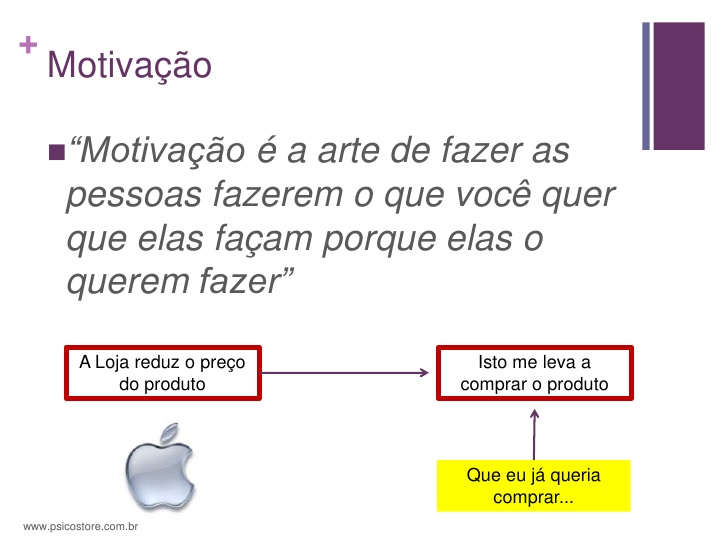 +
Motivação
“Motivação é a arte de fazer as
pessoas fazerem o que você quer
que elas façam porque elas o
querem fazer”
A Loja reduz o preço
do produto
Isto me leva a
comprar o produto
Que eu já queria
comprar...
www.psicostore.com.br